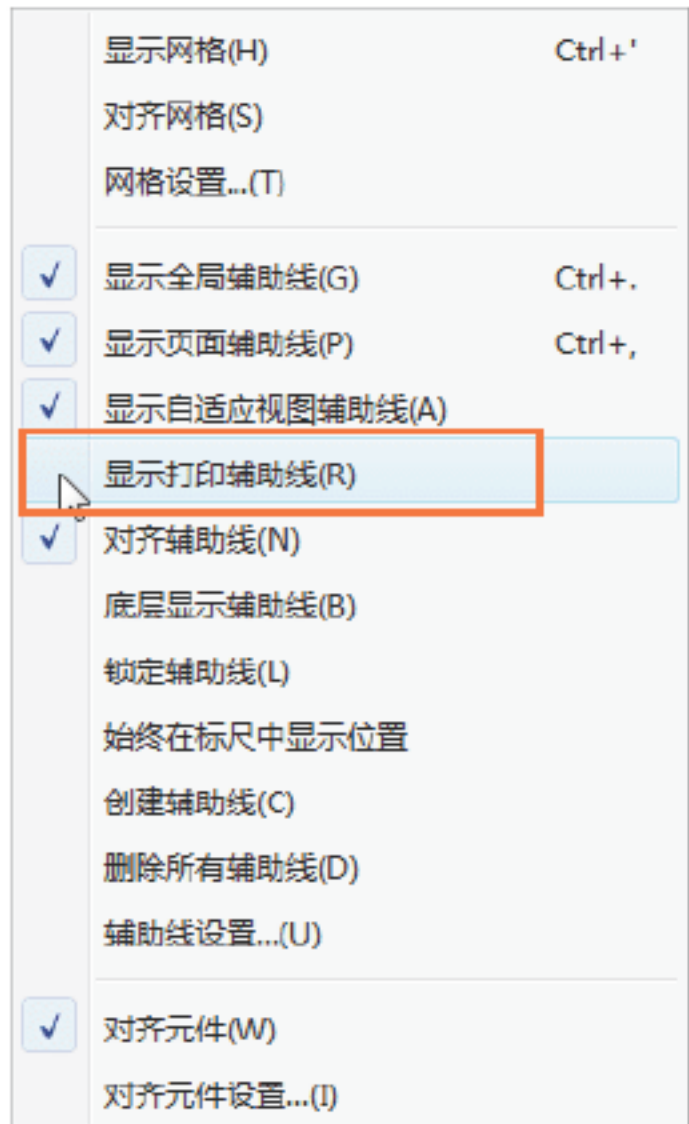 显示网格(H) Ctrl+'
对齐网格(S)
网格设置...(T)
显示全局辅助线(G) Ctrl+.
显示页面辅助线(P) Ctrl+,
显示自适应视图辅助线(A)
显示打印辅助线(R)
对齐辅助线(N)
底层显示辅助线(B)
锁定辅助线(L)
始终在标尺中显示位置
创建辅助线(C)
删除所有辅助线(D)
辅助线设置...(U)
对齐元件(W)
对齐元件设置...(I)